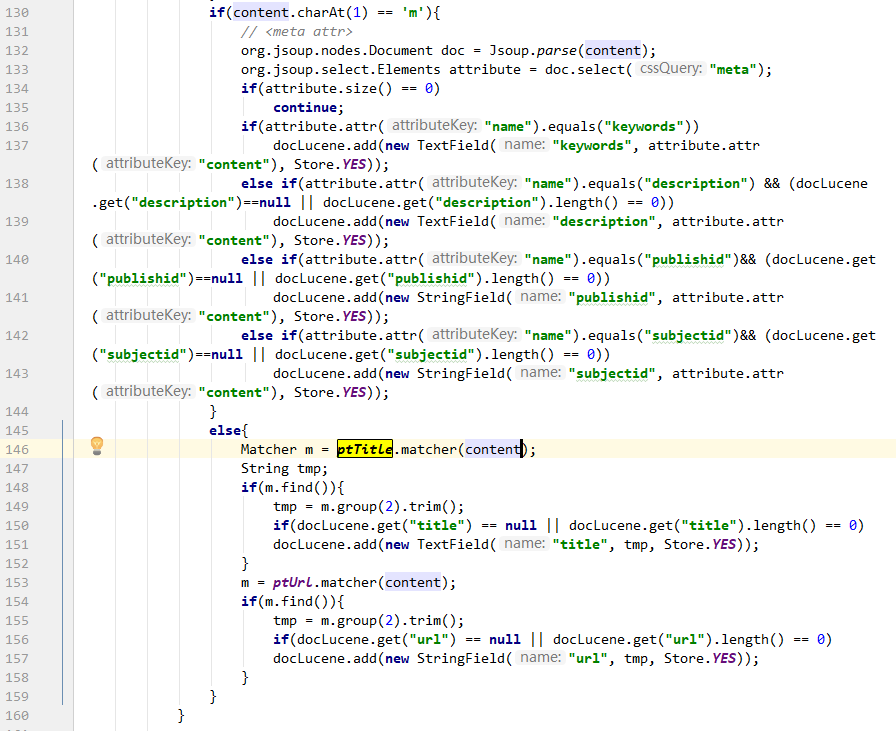 130 if(content.charAt(1) == 'm'){
131 // <meta attr>
132 org.jsoup.nodes.Document doc = Jsoup.parse(content);
133 org.jsoup.select.Elements attribute = doc.select( cssQuery: "meta");
134 if(attribute.size() == 0)
135 continue;
136 if(attribute.attr( attributeKey: "name").equals("keywords"))
137 docLucene.add(new TextField( name: "keywords", attribute.attr
( attributeKey: "content"), Store.YES));
138 else if(attribute.attr( attributeKey: "name").equals("description") && (docLucene
.get("description")==null || docLucene.get("description").length() == 0))
139 docLucene.add(new TextField( name: "description", attribute.attr
( attributeKey: "content"), Store.YES));
140 else if(attribute.attr( attributeKey: "name").equals("publishid")&& (docLucene.get
("publishid")==null || docLucene.get("publishid").length() == 0))
141 docLucene.add(new StringField( name: "publishid", attribute.attr
( attributeKey: "content"), Store.YES));
142 else if(attribute.attr( attributeKey: "name").equals("subjectid")&& (docLucene.get
("subjectid")==null || docLucene.get("subjectid").length() == 0))
143 docLucene.add(new StringField( name: "subjectid", attribute.attr
( attributeKey: "content"), Store.YES));
144 }
145 else{
146 Matcher m = ptTitle.matcher(content);
147 String tmp;
148 if(m.find()){
149 tmp = m.group(2).trim();
150 if(docLucene.get("title") == null || docLucene.get("title").length() == 0)
151 docLucene.add(new TextField( name: "title", tmp, Store.YES));
152 }
153 m = ptUrl.matcher(content);
154 if(m.find()){
155 tmp = m.group(2).trim();
156 if(docLucene.get("url") == null || docLucene.get("url").length() == 0)
157 docLucene.add(new StringField( name: "url", tmp, Store.YES));
158 }
159 }
160 }